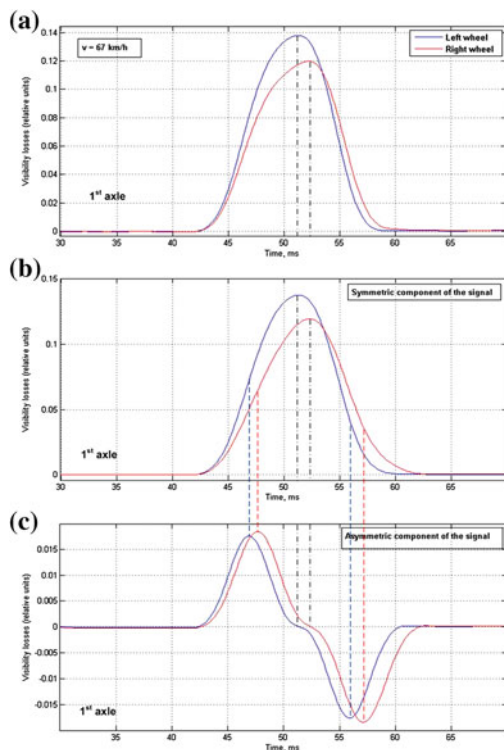 (a)
v = 67 km/h
Left wheel
Right wheel
Visibility losses (relative units)
0.14
0.12
0.1
0.08
0.06
0.04
0.02
0
1st axle
30 35 40 45 50 55 60 65
Time, ms
(b)
Symmetric component of the signal
Visibility losses (relative units)
0.15
0.1
0.05
0
1st axle
30 35 40 45 50 55 60 65
Time, ms
(c)
Asymmetric component of the signal
Visibility losses (relative units)
0.015
0.01
0.005
0
-0.005
-0.01
-0.015
1st axle
30 35 40 45 50 55 60 65
Time, ms